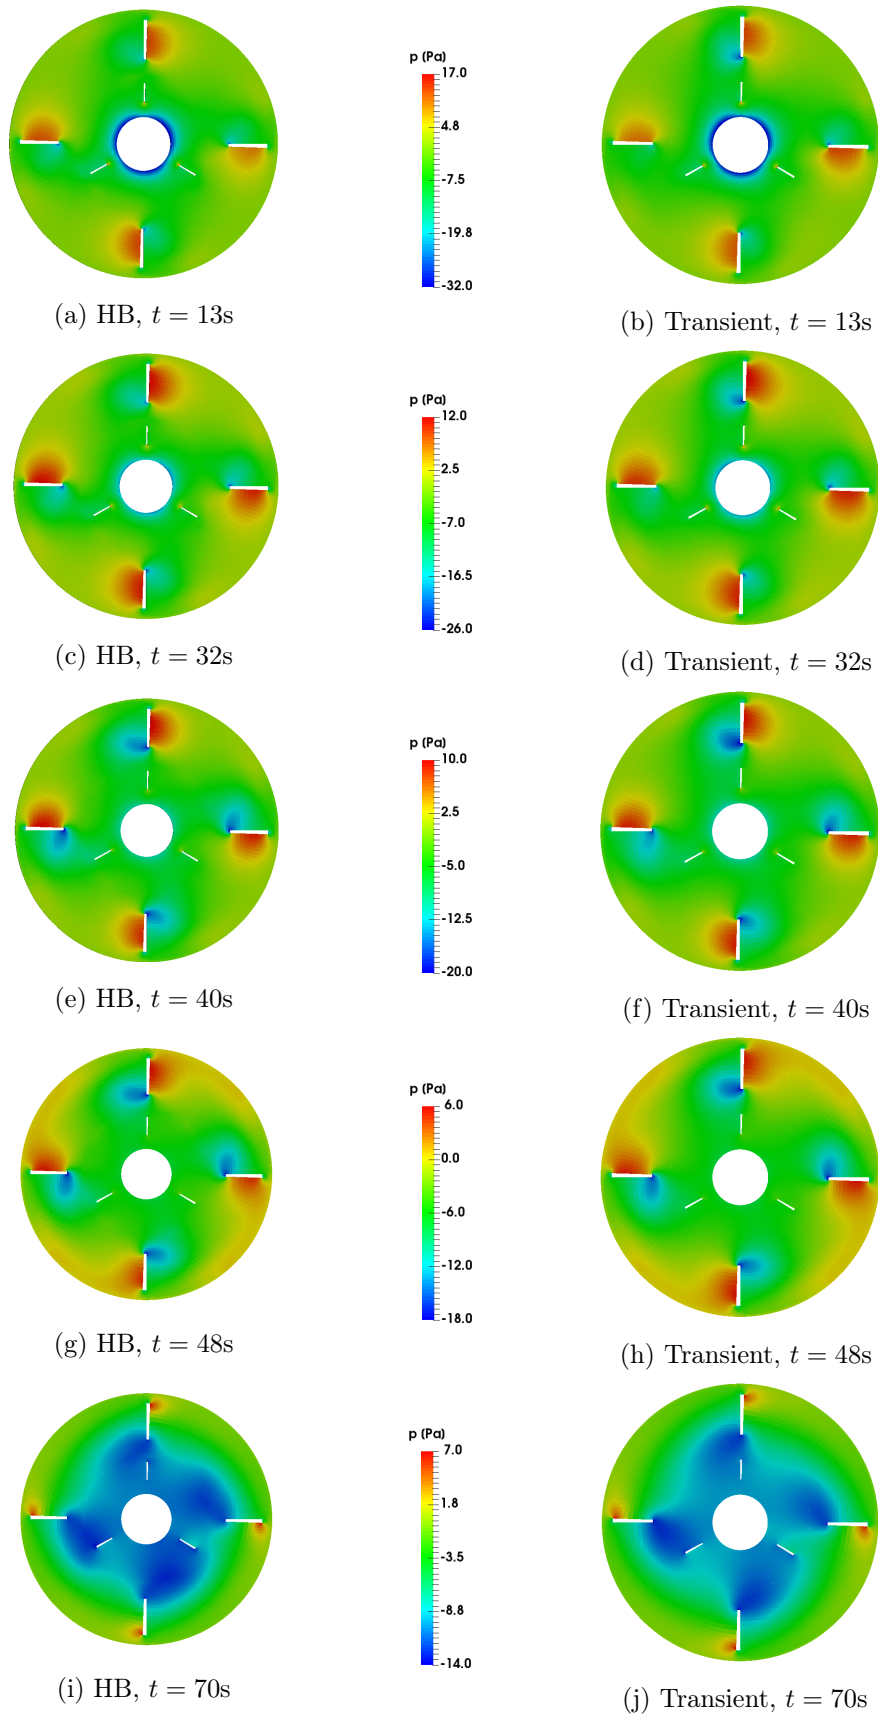 p (Pa)
17.0
4.8
-7.5
-19.8
-32.0
(a) HB, t = 13s
(b) Transient, t = 13s
p (Pa)
12.0
2.5
-7.0
-16.5
-26.0
(c) HB, t = 32s
(d) Transient, t = 32s
p (Pa)
10.0
2.5
-5.0
-12.5
-20.0
(e) HB, t = 40s
(f) Transient, t = 40s
p (Pa)
6.0
0.0
-6.0
-12.0
-18.0
(g) HB, t = 48s
(h) Transient, t = 48s
p (Pa)
7.0
1.8
-3.5
-8.8
-14.0
(i) HB, t = 70s
(j) Transient, t = 70s